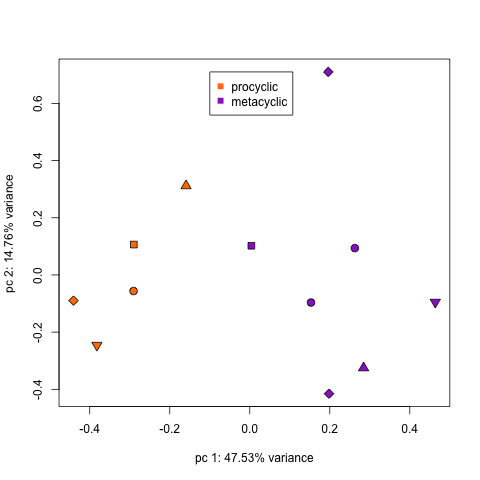 procyclic
metacyclic
0.6
0.4
0.2
0.0
-0.2
-0.4
pc 2: 14.76% variance
-0.4 -0.2 0.0 0.2 0.4
pc 1: 47.53% variance